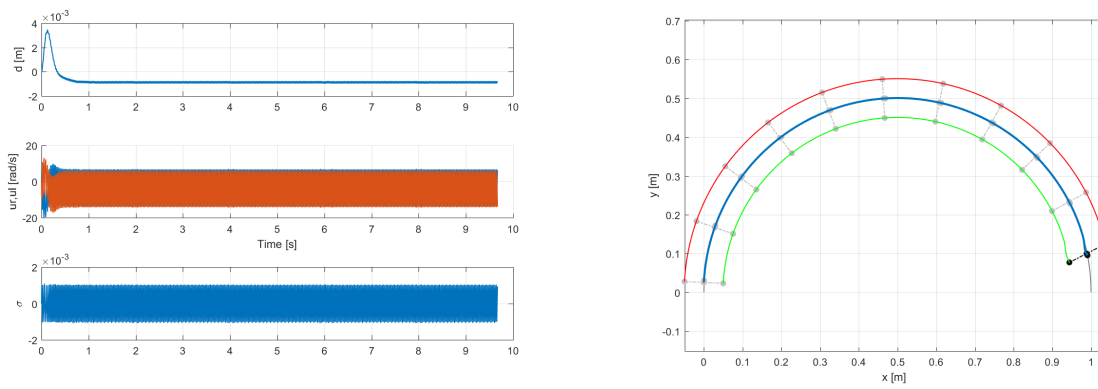 ×10⁻³
4
2
0
-2
d [m]
0 1 2 3 4 5 6 7 8 9 10
20
0
-20
ur,ul [rad/s]
0 1 2 3 4 5 6 7 8 9 10
Time [s]
×10⁻³
2
0
-2
σ
0 1 2 3 4 5 6 7 8 9 10
0.7
0.6
0.5
0.4
0.3
0.2
0.1
0
-0.1
y [m]
0 0.1 0.2 0.3 0.4 0.5 0.6 0.7 0.8 0.9 1
x [m]